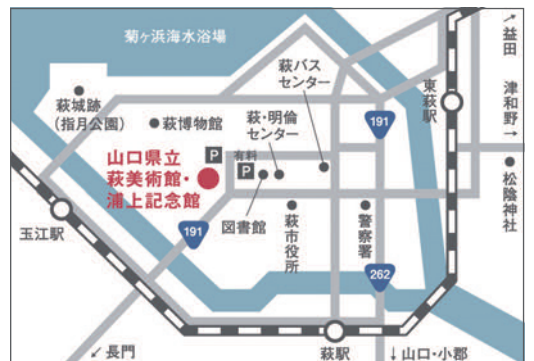 菊ヶ浜海水浴場
↗益田
津和野→
萩バス
センター
東萩駅
萩城跡
(指月公園)
萩博物館
萩・明倫
センター
191
山口県立
萩美術館・
浦上記念館
P
有料
P
図書館
松陰神社
玉江駅
191
萩市役所
警察署
262
↙長門
萩駅
↓山口・小郡